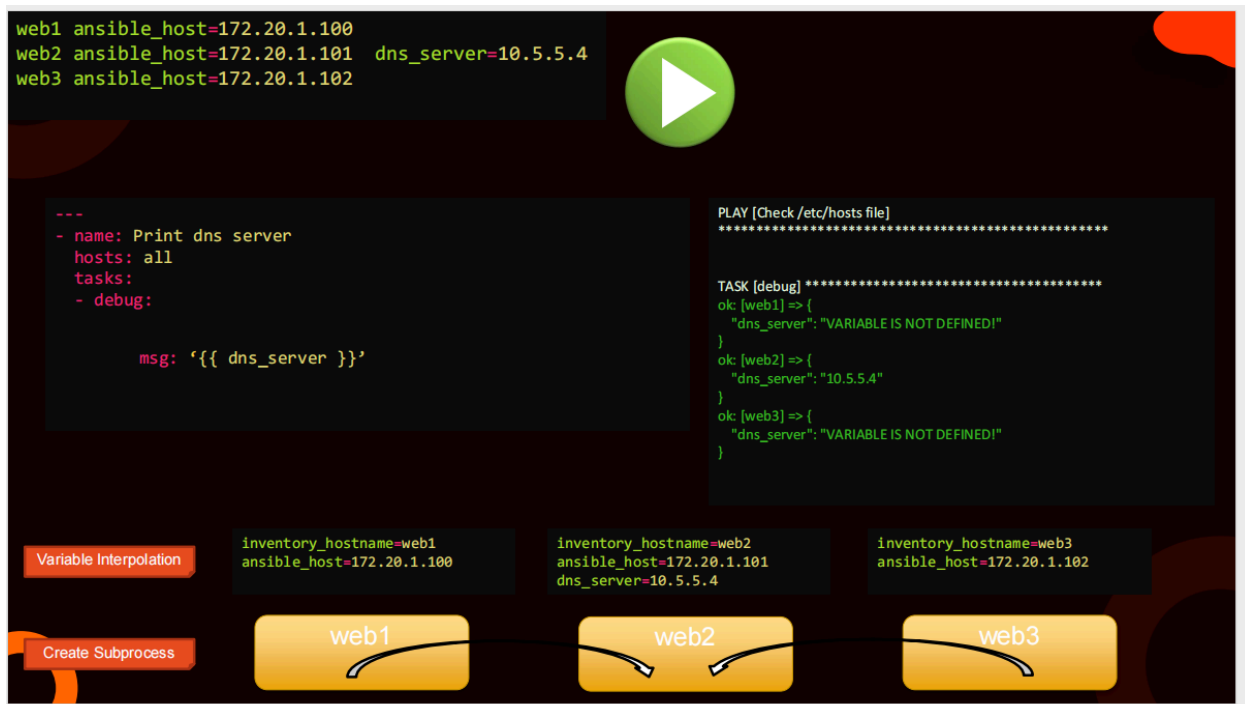 web1 ansible_host=172.20.1.100
web2 ansible_host=172.20.1.101  dns_server=10.5.5.4
web3 ansible_host=172.20.1.102
---
- name: Print dns server
  hosts: all
  tasks:
  - debug:
        msg: ‘{{ dns_server }}’
PLAY [Check /etc/hosts file]
****************************************************
TASK [debug] ***************************************
ok: [web1] => {
  "dns_server": "VARIABLE IS NOT DEFINED!"
}
ok: [web2] => {
  "dns_server": "10.5.5.4"
}
ok: [web3] => {
  "dns_server": "VARIABLE IS NOT DEFINED!"
}
Variable Interpolation
inventory_hostname=web1
ansible_host=172.20.1.100
inventory_hostname=web2
ansible_host=172.20.1.101
dns_server=10.5.5.4
inventory_hostname=web3
ansible_host=172.20.1.102
Create Subprocess
web1
web2
web3